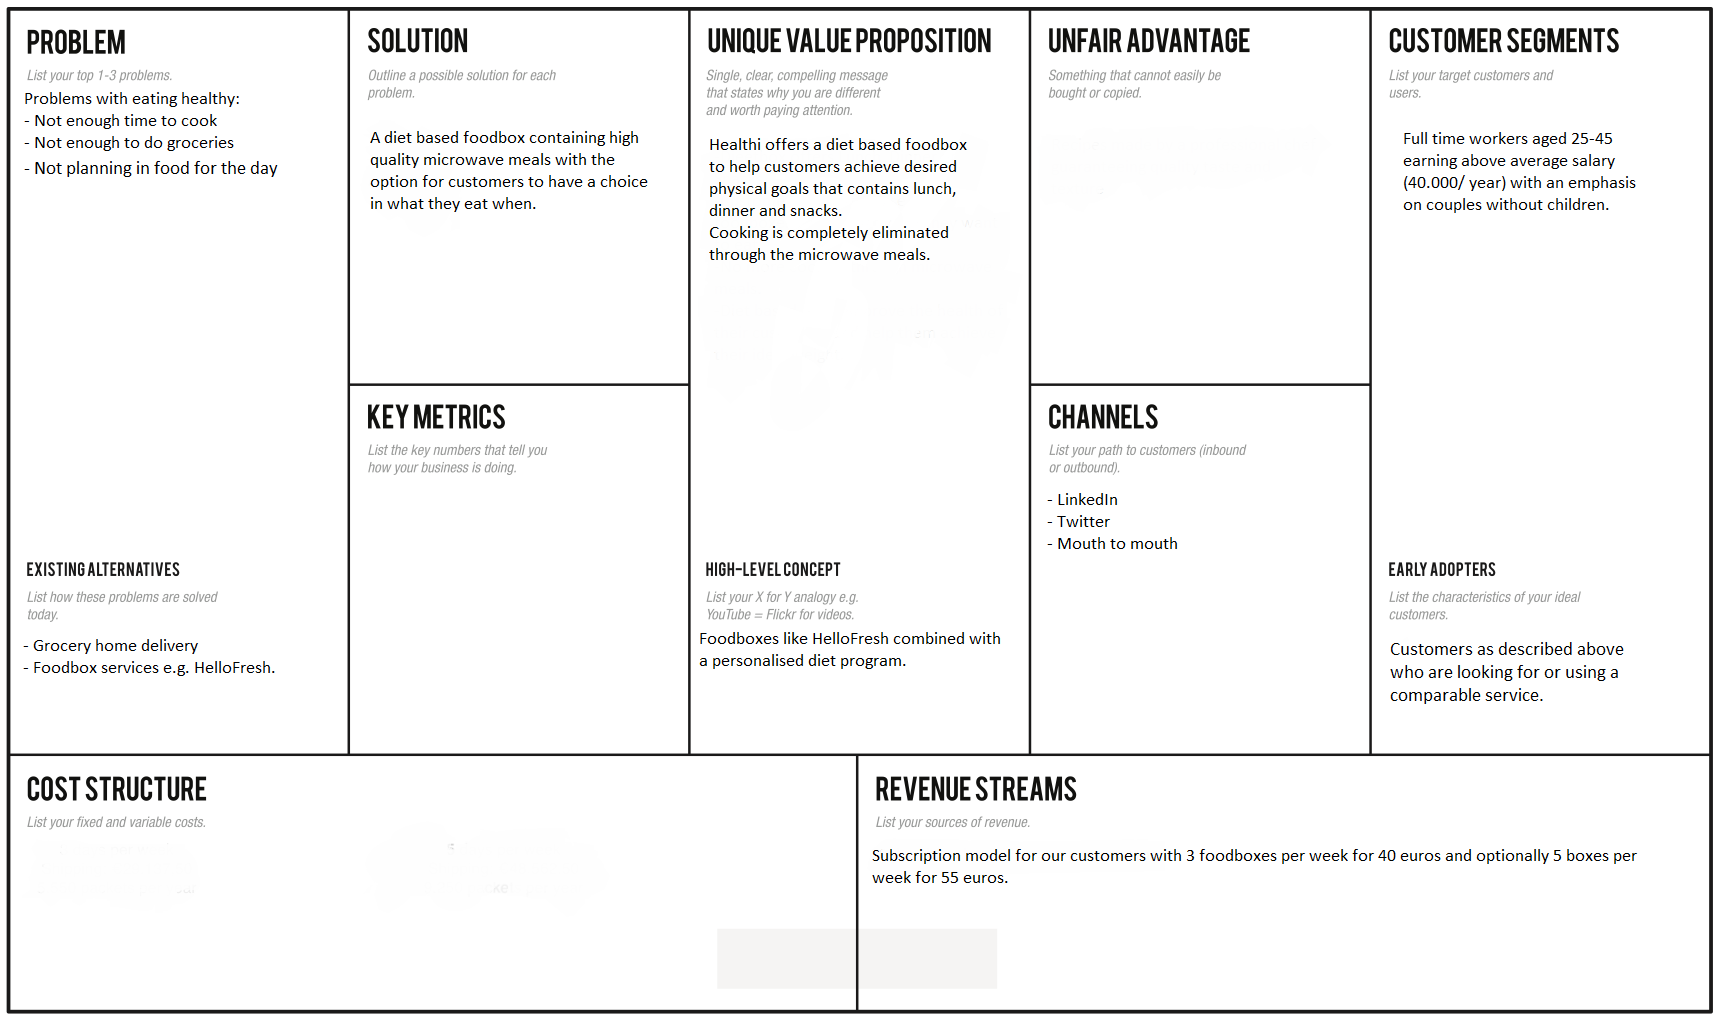 PROBLEM
List your top 1-3 problems.
Problems with eating healthy:
- Not enough time to cook
- Not enough to do groceries
- Not planning in food for the day
EXISTING ALTERNATIVES
List how these problems are solved
today.
- Grocery home delivery
- Foodbox services e.g. HelloFresh.
SOLUTION
Outline a possible solution for each
problem.
A diet based foodbox containing high
quality microwave meals with the
option for customers to have a choice
in what they eat when.
KEY METRICS
List the key numbers that tell you
how your business is doing.
UNIQUE VALUE PROPOSITION
Single, clear, compelling message
that states why you are different
and worth paying attention.
Healthi offers a diet based foodbox
to help customers achieve desired
physical goals that contains lunch,
dinner and snacks.
Cooking is completely eliminated
through the microwave meals.
HIGH-LEVEL CONCEPT
List your X for Y analogy e.g.
YouTube = Flickr for videos.
Foodboxes like HelloFresh combined with
a personalised diet program.
UNFAIR ADVANTAGE
Something that cannot easily be
bought or copied.
CHANNELS
List your path to customers (inbound
or outbound).
- LinkedIn
- Twitter
- Mouth to mouth
CUSTOMER SEGMENTS
List your target customers and
users.
Full time workers aged 25-45
earning above average salary
(40.000/ year) with an emphasis
on couples without children.
EARLY ADOPTERS
List the characteristics of your ideal
customers.
Customers as described above
who are looking for or using a
comparable service.
COST STRUCTURE
List your fixed and variable costs.
REVENUE STREAMS
List your sources of revenue.
Subscription model for our customers with 3 foodboxes per week for 40 euros and optionally 5 boxes per
week for 55 euros.